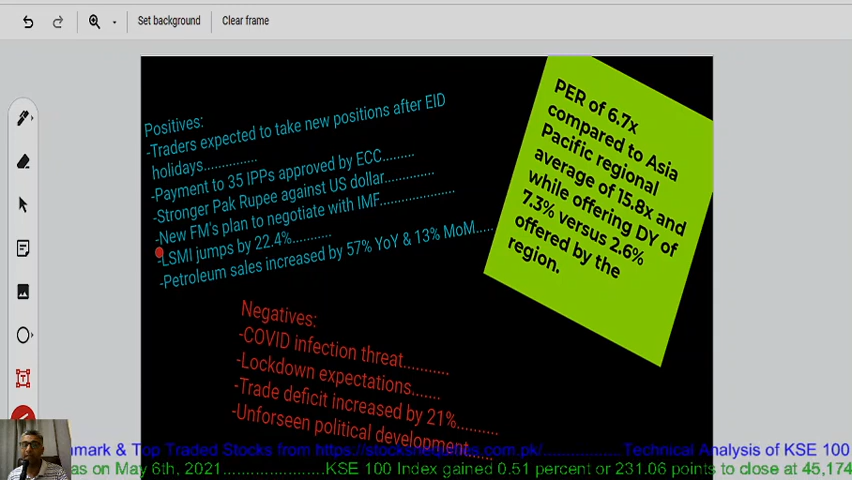 Set background
Clear frame
Positives:
-Traders expected to take new positions after EID
holidays..............
-Payment to 35 IPPs approved by ECC........
-Stronger Pak Rupee against US dollar............
-New FM's plan to negotiate with IMF..................
-LSMI jumps by 22.4%..........
-Petroleum sales increased by 57% YoY & 13% MoM.....
PER of 6.7x
compared to Asia
Pacific regional
average of 15.8x and
while offering DY of
7.3% versus 2.6%
offered by the
region.
Negatives:
-COVID infection threat...........
-Lockdown expectations.......
-Trade deficit increased by 21%..........
-Unforseen political development......
hmark & Top Traded Stocks from https://stocksnequities.com.pk/..................Technical Analysis of KSE 100
as on May 6th, 2021.......................KSE 100 Index gained 0.51 percent or 231.06 points to close at 45,174